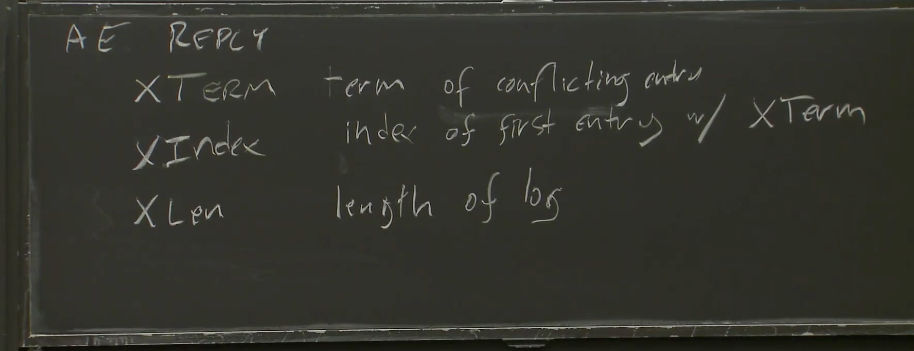 AE REPLY
XTERM term of conflicting entry
XIndex index of first entry w/ XTerm
XLen length of log